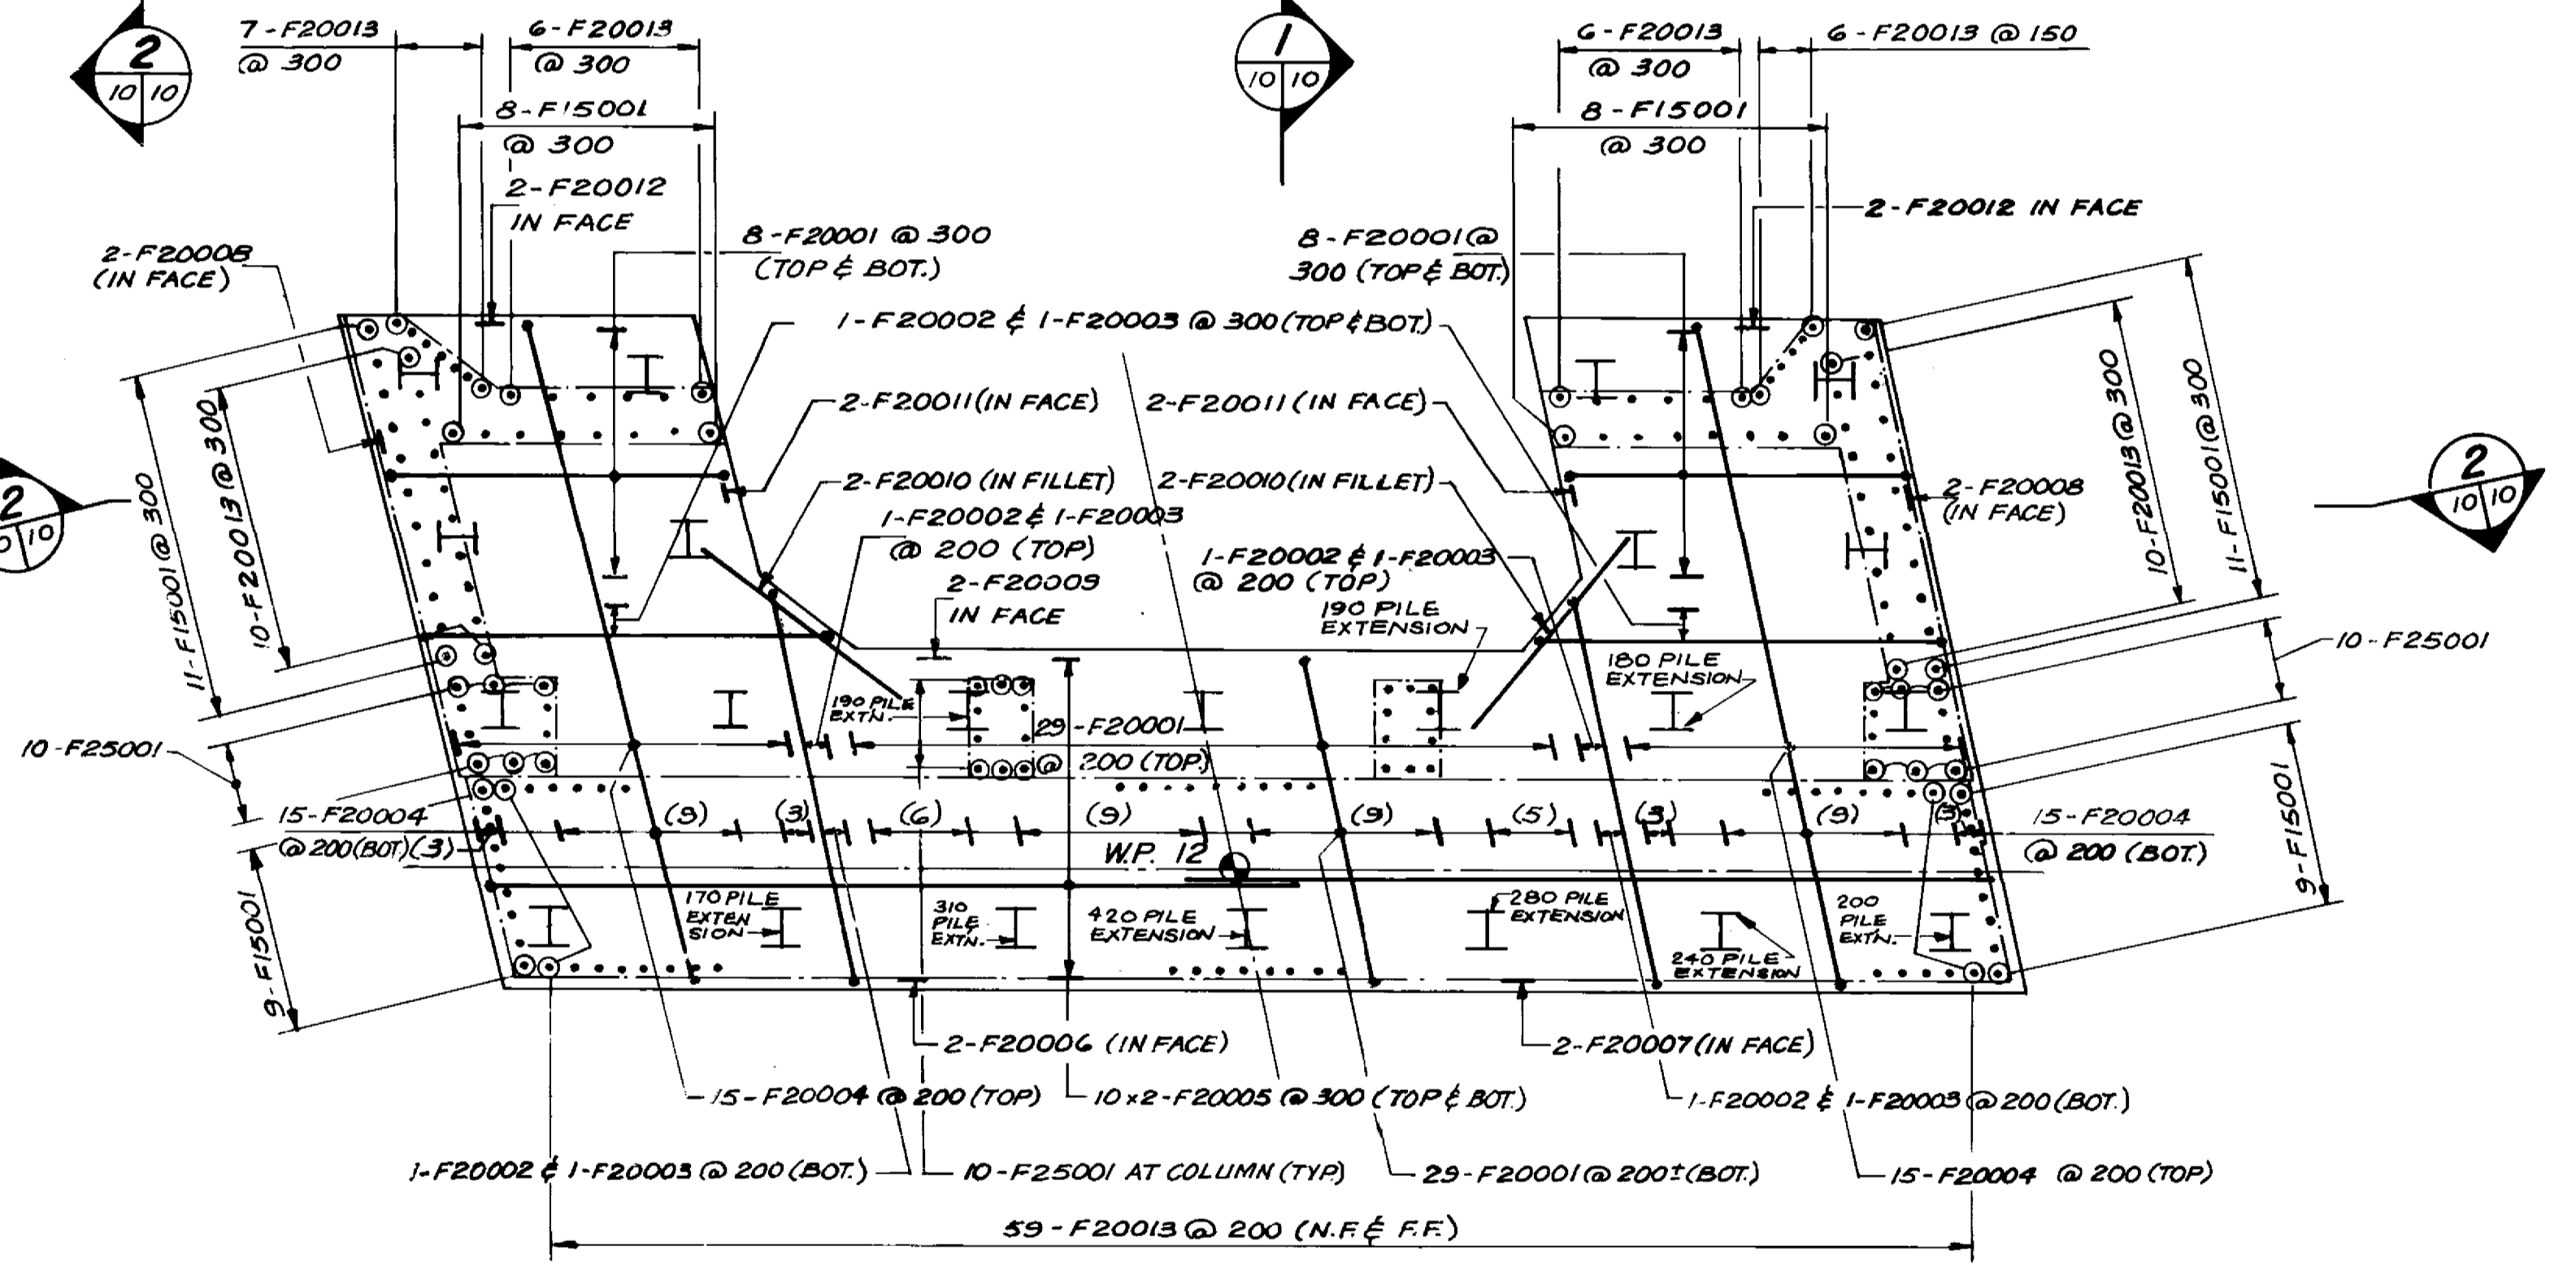 7-F20013
@ 300
6-F20013
@ 300
6-F20013
@ 300
6-F20013 @ 150
2
10 10
1
10 10
8-F15001
@ 300
8-F15001
@ 300
2-F20012
IN FACE
2-F20012 IN FACE
2-F20008
(IN FACE)
8-F20001 @ 300
(TOP & BOT.)
8-F20001@
300 (TOP & BOT.)
1-F20002 & 1-F20003 @ 300 (TOP & BOT.)
2-F20011 (IN FACE)
2-F20011 (IN FACE)
11-F15001@300
10-F20013@300
10-F20013@300
11-F15001@300
2-F20010 (IN FILLET)
2-F20010 (IN FILLET)
2-F20008
(IN FACE)
2
10
2
10 10
1-F20002 & 1-F20003
@ 200 (TOP)
1-F20002 & 1-F20003
@ 200 (TOP)
2-F20009
IN FACE
190 PILE
EXTENSION
180 PILE
EXTENSION
10-F25001
190 PILE
EXTN.
29-F20001
@ 200 (TOP)
10-F25001
15-F20004
@ 200(BOT)(3)
(9)
(3)
(6)
(9)
(9)
(5)
(3)
(9)
(3)
15-F20004
@ 200 (BOT.)
W.P. 12
9-F15001
9-F15001
170 PILE
EXTEN
SION
310
PILE
EXTN.
420 PILE
EXTENSION
280 PILE
EXTENSION
240 PILE
EXTENSION
200
PILE
EXTN.
2-F20006 (IN FACE)
2-F20007 (IN FACE)
15-F20004 @ 200 (TOP)
10x2-F20005 @ 300 (TOP & BOT.)
1-F20002 & 1-F20003 @ 200 (BOT.)
1-F20002 & 1-F20003 @ 200 (BOT.)
10-F25001 AT COLUMN (TYP.)
29-F20001 @ 200± (BOT.)
15-F20004 @ 200 (TOP)
59-F20013 @ 200 (N.F. & F.F.)